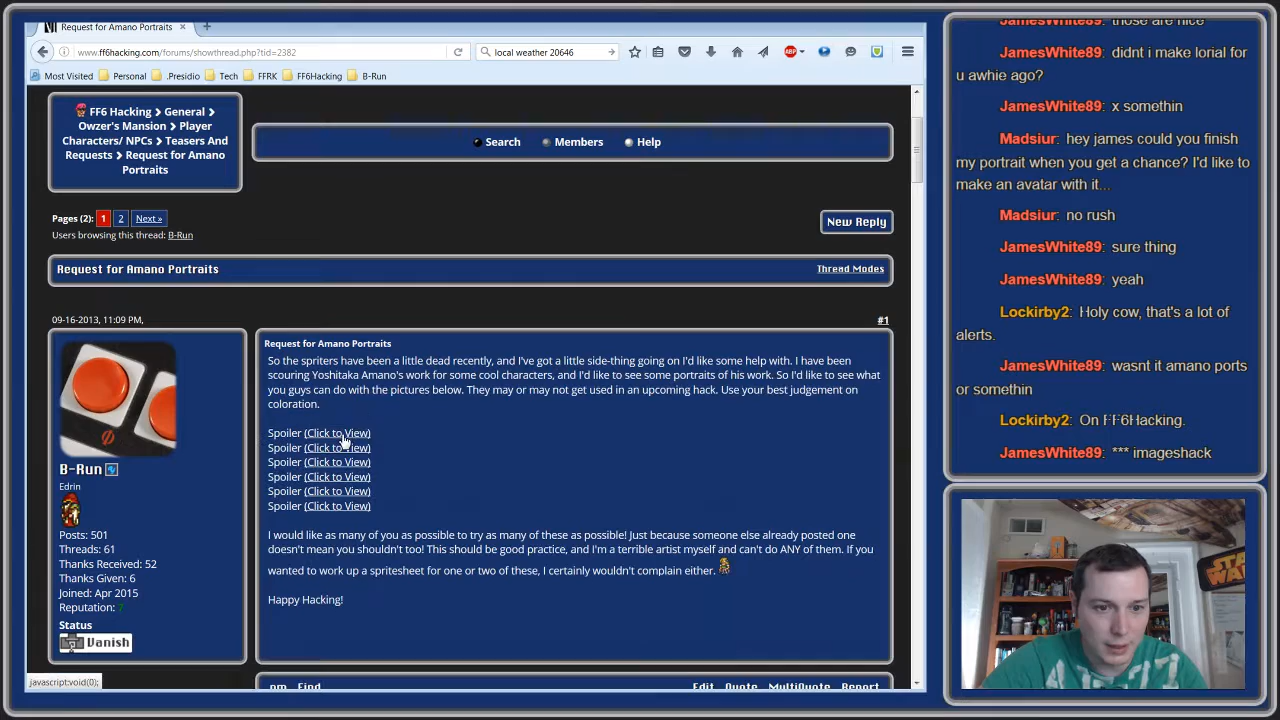 Request for Amano Portraits × +
www.ff6hacking.com/forums/showthread.php?tid=2382
local weather 20646
ABP
Most Visited Personal .Presidio Tech FFRK FF6Hacking B-Run
FF6 Hacking > General >
Owzer's Mansion > Player
Characters/ NPCs > Teasers And
Requests > Request for Amano
Portraits
Search Members Help
Pages (2): 1 2 Next »
Users browsing this thread: B-Run
New Reply
Request for Amano Portraits
Thread Modes
09-16-2013, 11:09 PM,
#1
B-Run
Edrin
Posts: 501
Threads: 61
Thanks Received: 52
Thanks Given: 6
Joined: Apr 2015
Reputation: 7
Status
Vanish
Request for Amano Portraits
So the spriters have been a little dead recently, and I've got a little side-thing going on I'd like some help with. I have been
scouring Yoshitaka Amano's work for some cool characters, and I'd like to see some portraits of his work. So I'd like to see what
you guys can do with the pictures below. They may or may not get used in an upcoming hack. Use your best judgement on
coloration.
Spoiler (Click to View)
Spoiler (Click to View)
Spoiler (Click to View)
Spoiler (Click to View)
Spoiler (Click to View)
Spoiler (Click to View)
I would like as many of you as possible to try as many of these as possible! Just because someone else already posted one
doesn't mean you shouldn't too! This should be good practice, and I'm a terrible artist myself and can't do ANY of them. If you
wanted to work up a spritesheet for one or two of these, I certainly wouldn't complain either.
Happy Hacking!
pm Find
Edit Quote MultiQuote Report
javascript:void(0);
JamesWhite89: those are nice
JamesWhite89: didnt i make lorial for
u awhie ago?
JamesWhite89: x somethin
Madsiur: hey james could you finish
my portrait when you get a chance? I'd like to
make an avatar with it...
Madsiur: no rush
JamesWhite89: sure thing
JamesWhite89: yeah
Lockirby2: Holy cow, that's a lot of
alerts.
JamesWhite89: wasnt it amano ports
or somethin
Lockirby2: On FF6Hacking.
JamesWhite89: *** imageshack
STAR
WA